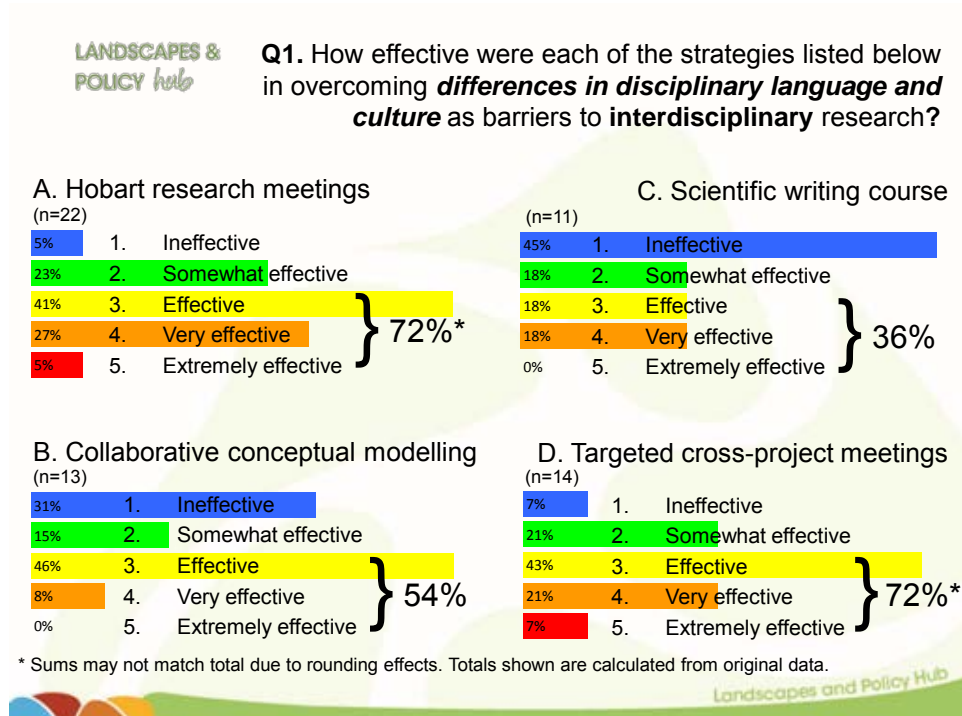 LANDSCAPES &
POLICY hub
Q1. How effective were each of the strategies listed below
in overcoming differences in disciplinary language and
culture as barriers to interdisciplinary research?
A. Hobart research meetings
(n=22)
5% 1. Ineffective
23% 2. Somewhat effective
41% 3. Effective
27% 4. Very effective
5% 5. Extremely effective
} 72%*
C. Scientific writing course
(n=11)
45% 1. Ineffective
18% 2. Somewhat effective
18% 3. Effective
18% 4. Very effective
0% 5. Extremely effective
} 36%
B. Collaborative conceptual modelling
(n=13)
31% 1. Ineffective
15% 2. Somewhat effective
46% 3. Effective
8% 4. Very effective
0% 5. Extremely effective
} 54%
D. Targeted cross-project meetings
(n=14)
7% 1. Ineffective
21% 2. Somewhat effective
43% 3. Effective
21% 4. Very effective
7% 5. Extremely effective
} 72%*
* Sums may not match total due to rounding effects. Totals shown are calculated from original data.
Landscapes and Policy Hub